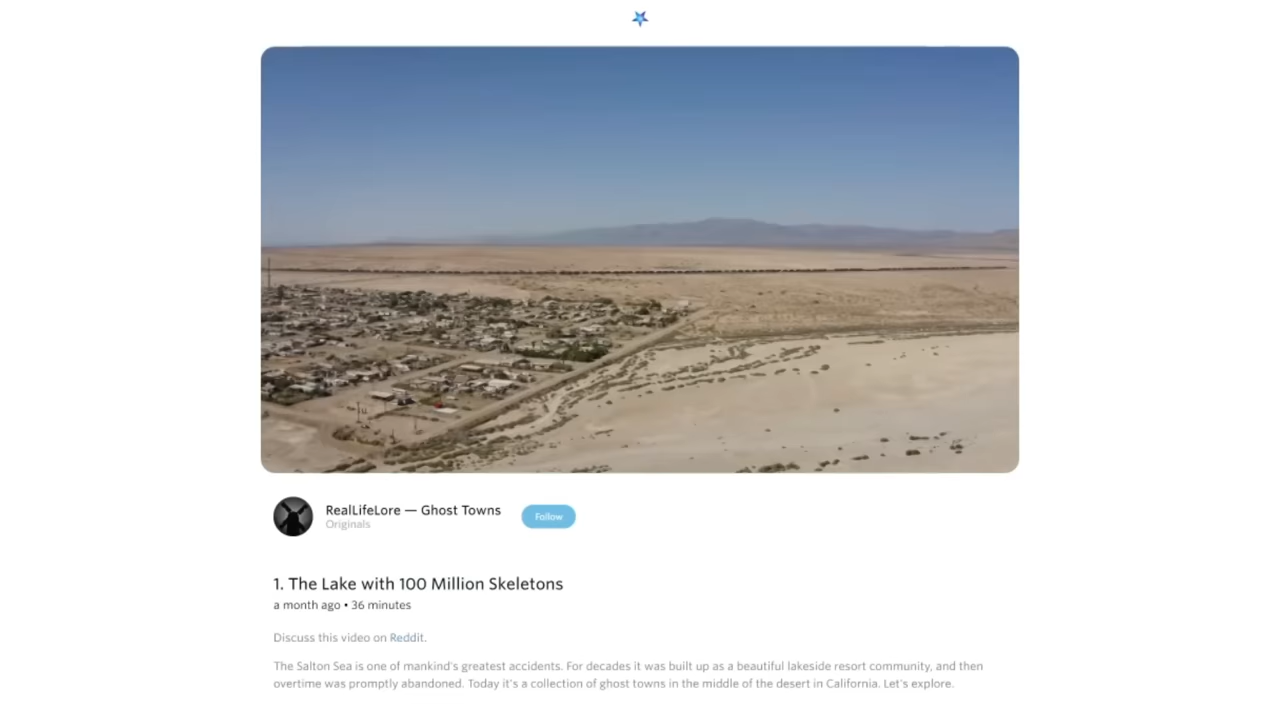 RealLifeLore — Ghost Towns
Originals
Follow
1. The Lake with 100 Million Skeletons
a month ago • 36 minutes
Discuss this video on Reddit.
The Salton Sea is one of mankind's greatest accidents. For decades it was built up as a beautiful lakeside resort community, and then
overtime was promptly abandoned. Today it's a collection of ghost towns in the middle of the desert in California. Let's explore.